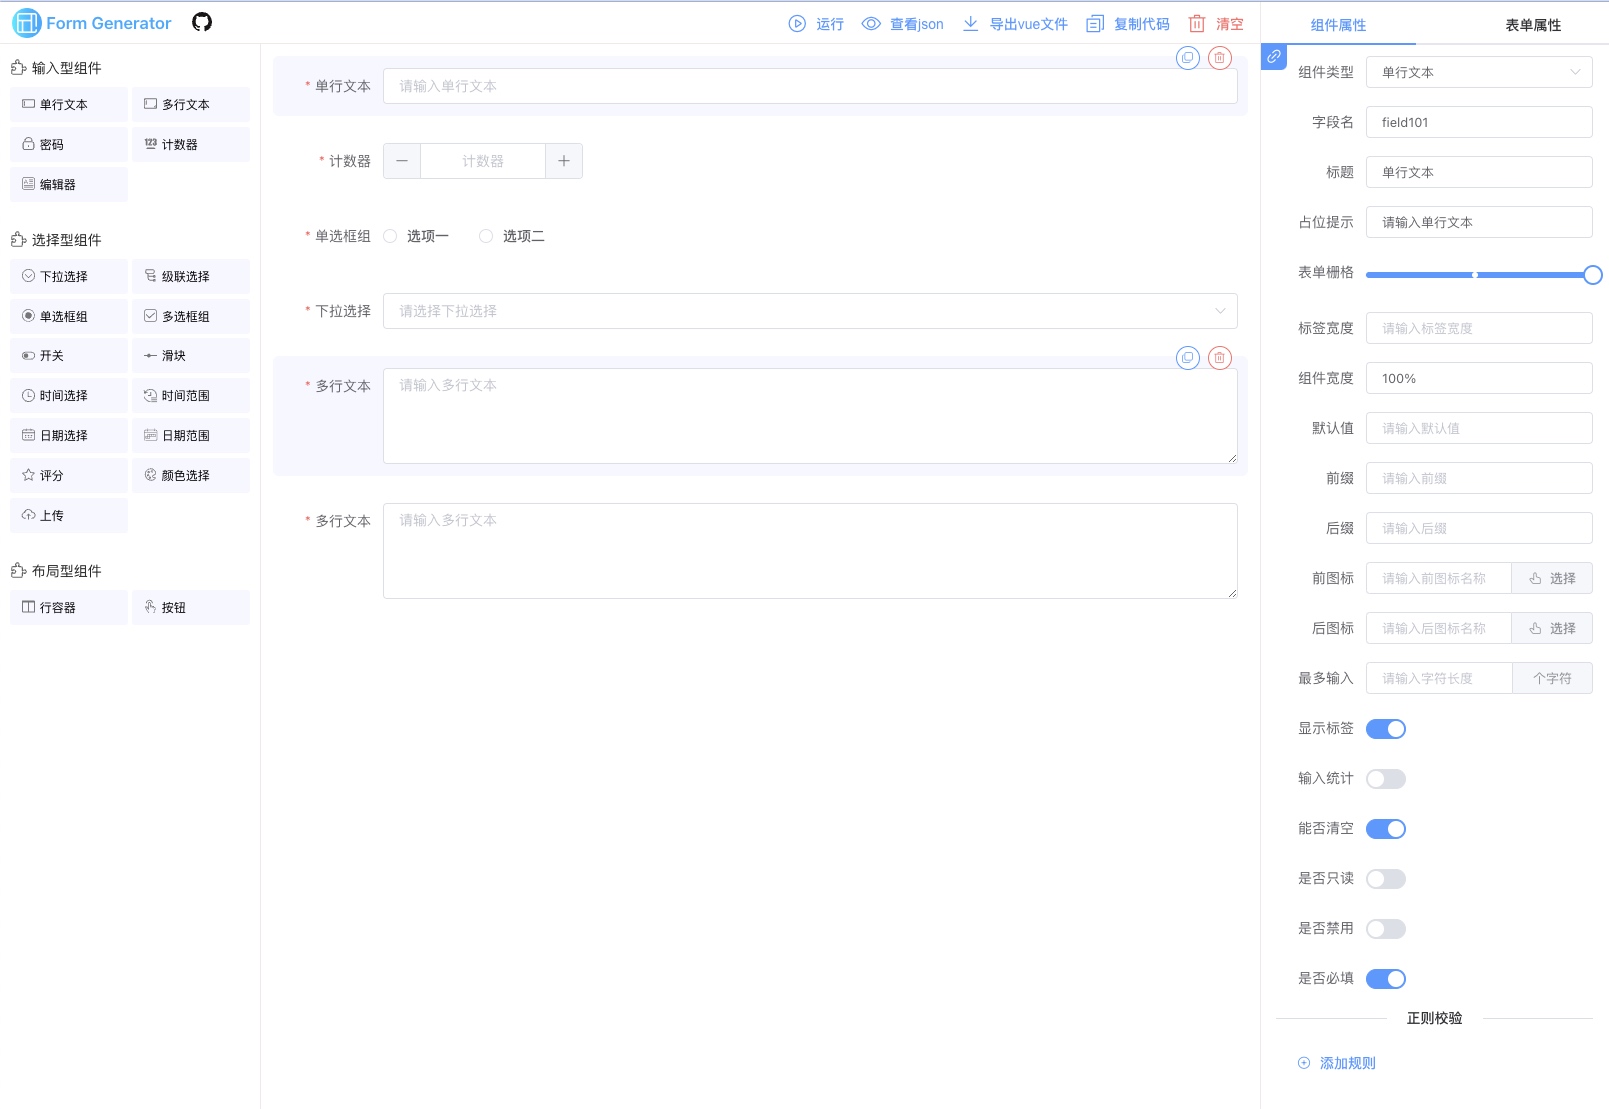 Form Generator
运行
查看json
导出vue文件
复制代码
清空
输入型组件
单行文本
多行文本
密码
计数器
编辑器
选择型组件
下拉选择
级联选择
单选框组
多选框组
开关
滑块
时间选择
时间范围
日期选择
日期范围
评分
颜色选择
上传
布局型组件
行容器
按钮
* 单行文本 请输入单行文本
* 计数器 计数器
* 单选框组 选项一 选项二
* 下拉选择 请选择下拉选择
* 多行文本 请输入多行文本
* 多行文本 请输入多行文本
组件属性
表单属性
组件类型 单行文本
字段名 field101
标题 单行文本
占位提示 请输入单行文本
表单栅格
标签宽度 请输入标签宽度
组件宽度 100%
默认值 请输入默认值
前缀 请输入前缀
后缀 请输入后缀
前图标 请输入前图标名称 选择
后图标 请输入后图标名称 选择
最多输入 请输入字符长度 个字符
显示标签
输入统计
能否清空
是否只读
是否禁用
是否必填
正则校验
添加规则